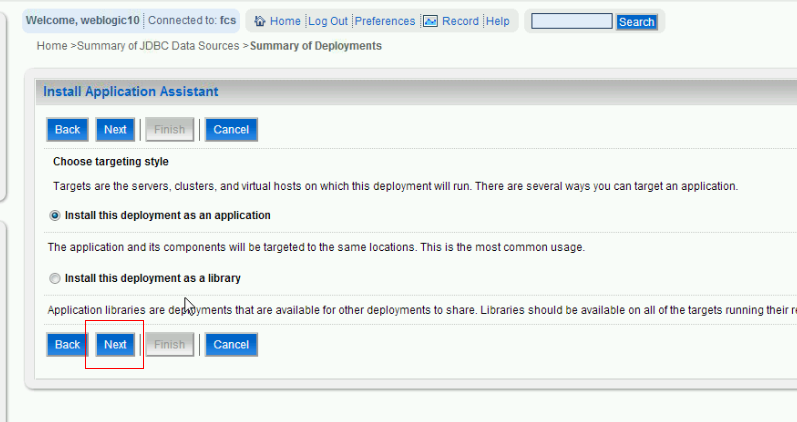 Welcome, weblogic10 Connected to: fcs Home Log Out Preferences Record Help Search
Home >Summary of JDBC Data Sources >Summary of Deployments
Install Application Assistant
Back Next Finish Cancel
Choose targeting style
Targets are the servers, clusters, and virtual hosts on which this deployment will run. There are several ways you can target an application.
Install this deployment as an application
The application and its components will be targeted to the same locations. This is the most common usage.
Install this deployment as a library
Application libraries are deployments that are available for other deployments to share. Libraries should be available on all of the targets running their
Back Next Finish Cancel